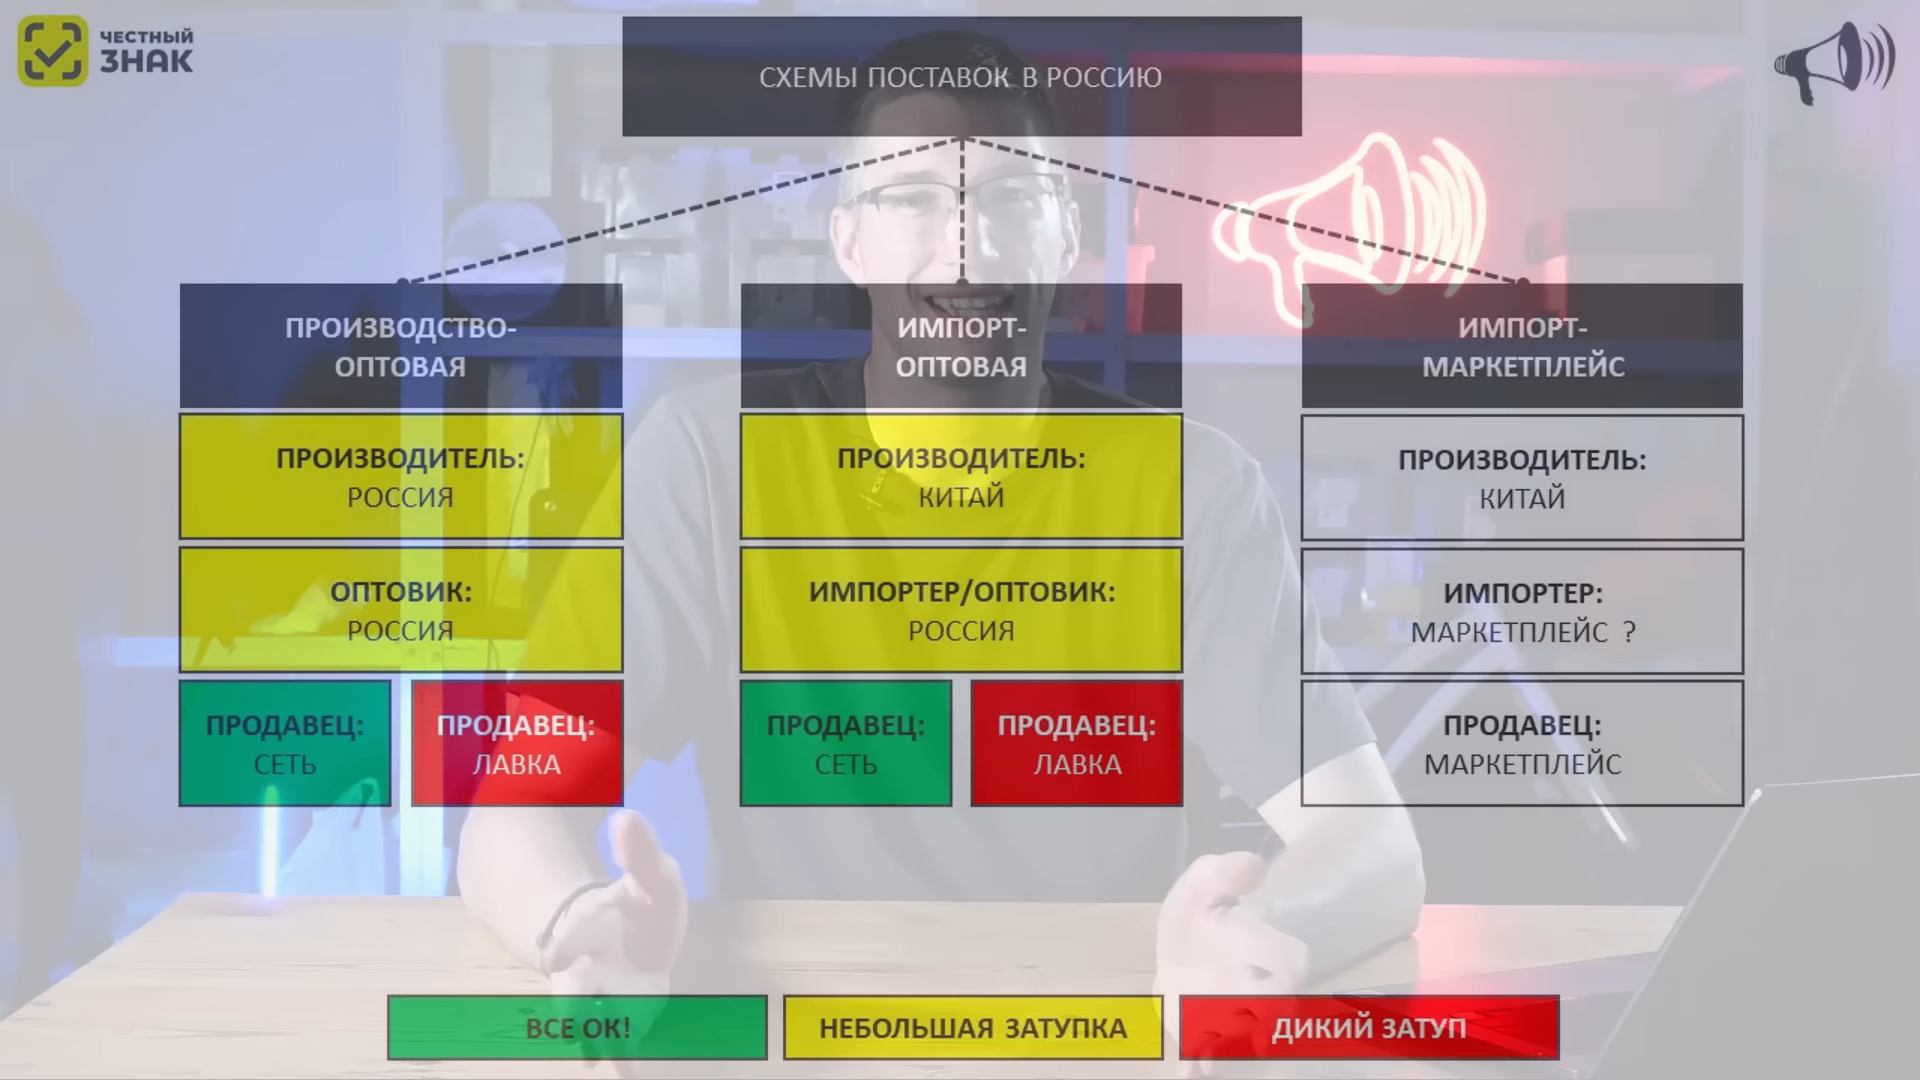 ЧЕСТНЫЙ
ЗНАК
СХЕМЫ ПОСТАВОК В РОССИЮ
ПРОИЗВОДСТВО-
ОПТОВАЯ
ПРОИЗВОДИТЕЛЬ:
РОССИЯ
ОПТОВИК:
РОССИЯ
ПРОДАВЕЦ:
СЕТЬ
ПРОДАВЕЦ:
ЛАВКА
ИМПОРТ-
ОПТОВАЯ
ПРОИЗВОДИТЕЛЬ:
КИТАЙ
ИМПОРТЕР/ОПТОВИК:
РОССИЯ
ПРОДАВЕЦ:
СЕТЬ
ПРОДАВЕЦ:
ЛАВКА
ИМПОРТ-
МАРКЕТПЛЕЙС
ПРОИЗВОДИТЕЛЬ:
КИТАЙ
ИМПОРТЕР:
МАРКЕТПЛЕЙС ?
ПРОДАВЕЦ:
МАРКЕТПЛЕЙС
ВСЕ ОК!
НЕБОЛЬШАЯ ЗАТУПКА
ДИКИЙ ЗАТУП